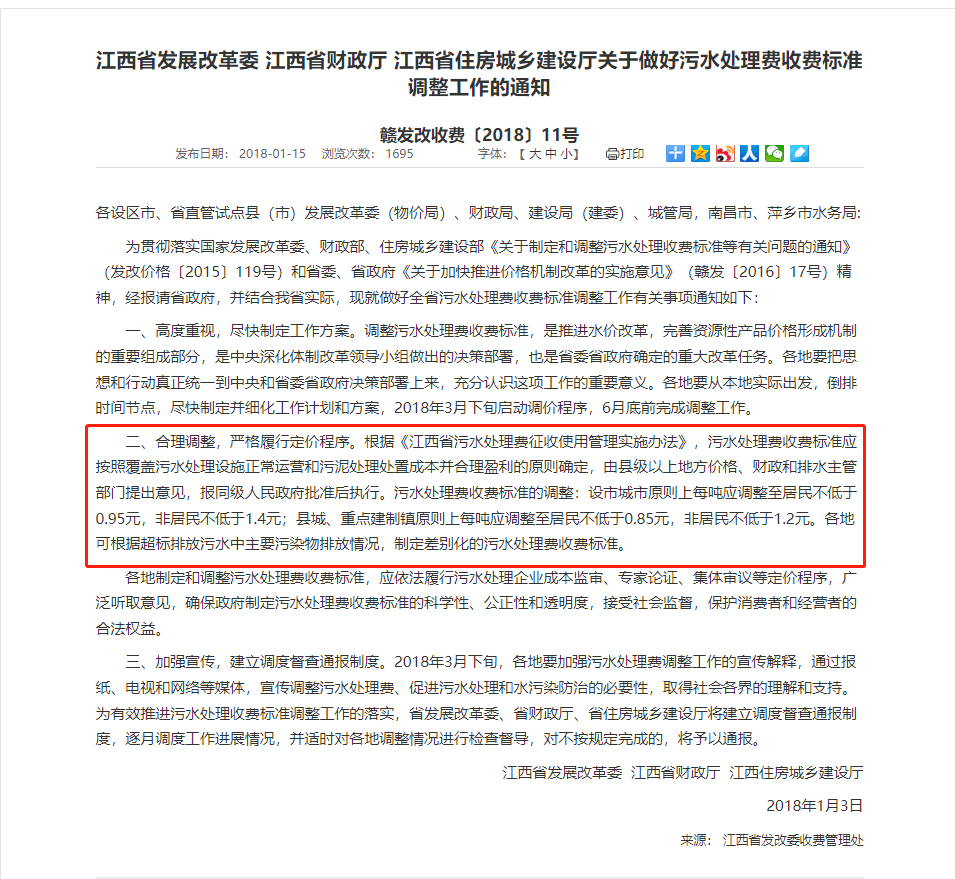 江西省发展改革委 江西省财政厅 江西省住房城乡建设厅关于做好污水处理费收费标准
调整工作的通知
赣发改收费〔2018〕11号
发布日期: 2018-01-15 浏览次数: 1695 字体: 【 大 中 小】 打印
各设区市、省直管试点县（市）发展改革委（物价局）、财政局、建设局（建委）、城管局，南昌市、萍乡市水务局:
为贯彻落实国家发展改革委、财政部、住房城乡建设部《关于制定和调整污水处理收费标准等有关问题的通知》
（发改价格〔2015〕119号）和省委、省政府《关于加快推进价格机制改革的实施意见》（赣发〔2016〕17号）精
神，经报请省政府，并结合我省实际，现就做好全省污水处理费收费标准调整工作有关事项通知如下：
一、高度重视，尽快制定工作方案。调整污水处理费收费标准，是推进水价改革，完善资源性产品价格形成机制
的重要组成部分，是中央深化体制改革领导小组做出的决策部署，也是省委省政府确定的重大改革任务。各地要把思
想和行动真正统一到中央和省委省政府决策部署上来，充分认识这项工作的重要意义。各地要从本地实际出发，倒排
时间节点，尽快制定并细化工作计划和方案，2018年3月下旬启动调价程序，6月底前完成调整工作。
二、合理调整，严格履行定价程序。根据《江西省污水处理费征收使用管理实施办法》，污水处理费收费标准应
按照覆盖污水处理设施正常运营和污泥处理处置成本并合理盈利的原则确定，由县级以上地方价格、财政和排水主管
部门提出意见，报同级人民政府批准后执行。污水处理费收费标准的调整：设市城市原则上每吨应调整至居民不低于
0.95元，非居民不低于1.4元；县城、重点建制镇原则上每吨应调整至居民不低于0.85元，非居民不低于1.2元。各地
可根据超标排放污水中主要污染物排放情况，制定差别化的污水处理费收费标准。
各地制定和调整污水处理费收费标准，应依法履行污水处理企业成本监审、专家论证、集体审议等定价程序，广
泛听取意见，确保政府制定污水处理费收费标准的科学性、公正性和透明度，接受社会监督，保护消费者和经营者的
合法权益。
三、加强宣传，建立调度督查通报制度。2018年3月下旬，各地要加强污水处理费调整工作的宣传解释，通过报
纸、电视和网络等媒体，宣传调整污水处理费、促进污水处理和水污染防治的必要性，取得社会各界的理解和支持。
为有效推进污水处理收费标准调整工作的落实，省发展改革委、省财政厅、省住房城乡建设厅将建立调度督查通报制
度，逐月调度工作进展情况，并适时对各地调整情况进行检查督导，对不按规定完成的，将予以通报。
江西省发展改革委 江西省财政厅 江西住房城乡建设厅
2018年1月3日
来源: 江西省发改委收费管理处